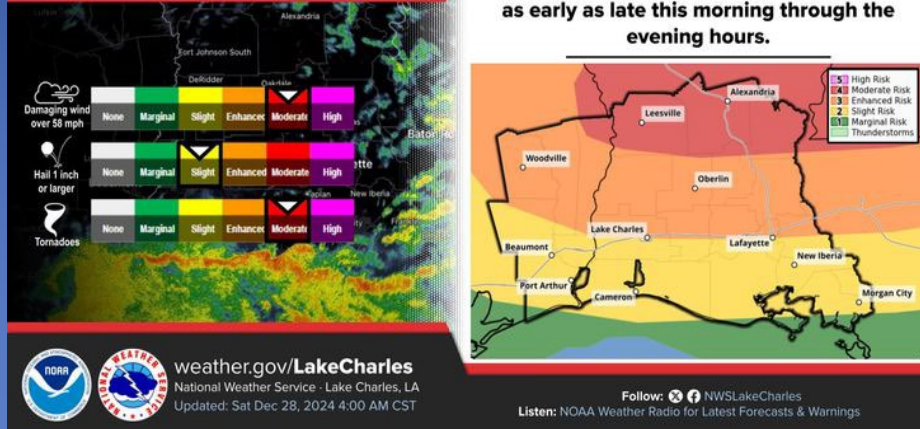 Alexandria
Fort Johnson South
DeRidder
Oakdale
Damaging wind
over 58 mph
None Marginal Slight Enhanced Moderate High
Baton
Hail 1 inch
or larger
None Marginal Slight Enhanced Moderate High
Kaplan New Iberia
Tornadoes
None Marginal Slight Enhanced Moderate High
NOAA
NATIONAL WEATHER SERVICE
weather.gov/LakeCharles
National Weather Service - Lake Charles, LA
Updated: Sat Dec 28, 2024 4:00 AM CST
as early as late this morning through the
evening hours.
5 High Risk
4 Moderate Risk
3 Enhanced Risk
2 Slight Risk
1 Marginal Risk
Thunderstorms
Alexandria
Leesville
Woodville
Oberlin
Lake Charles
Lafayette
Beaumont
New Iberia
Port Arthur
Cameron
Morgan City
Follow: NWSLakeCharles
Listen: NOAA Weather Radio for Latest Forecasts & Warnings